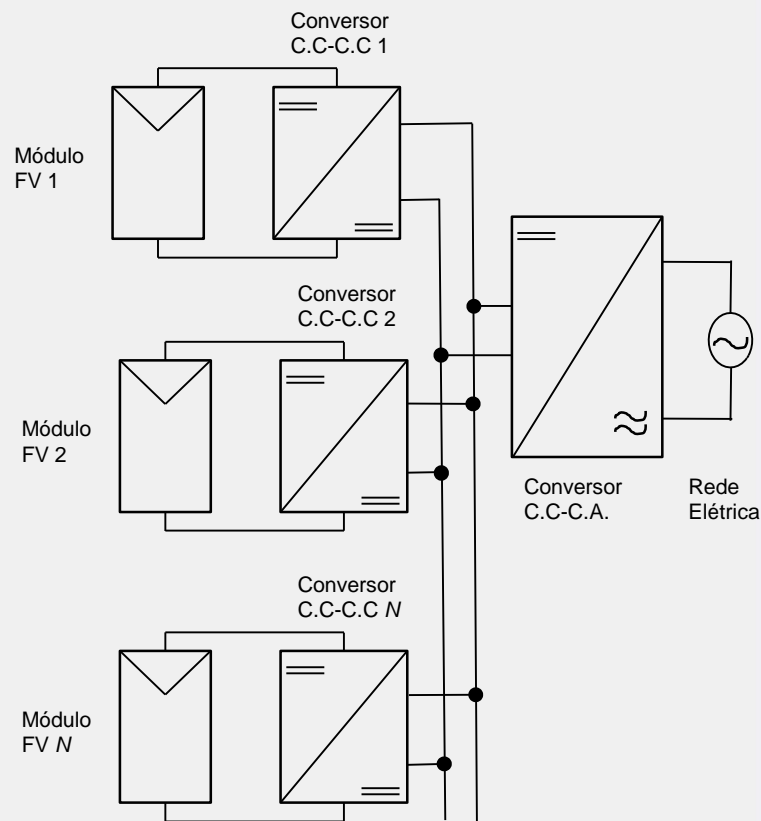 Conversor
C.C-C.C 1
Módulo
FV 1
Conversor
C.C-C.C 2
Módulo
FV 2
Conversor
C.C-C.A.
Rede
Elétrica
Conversor
C.C-C.C N
Módulo
FV N